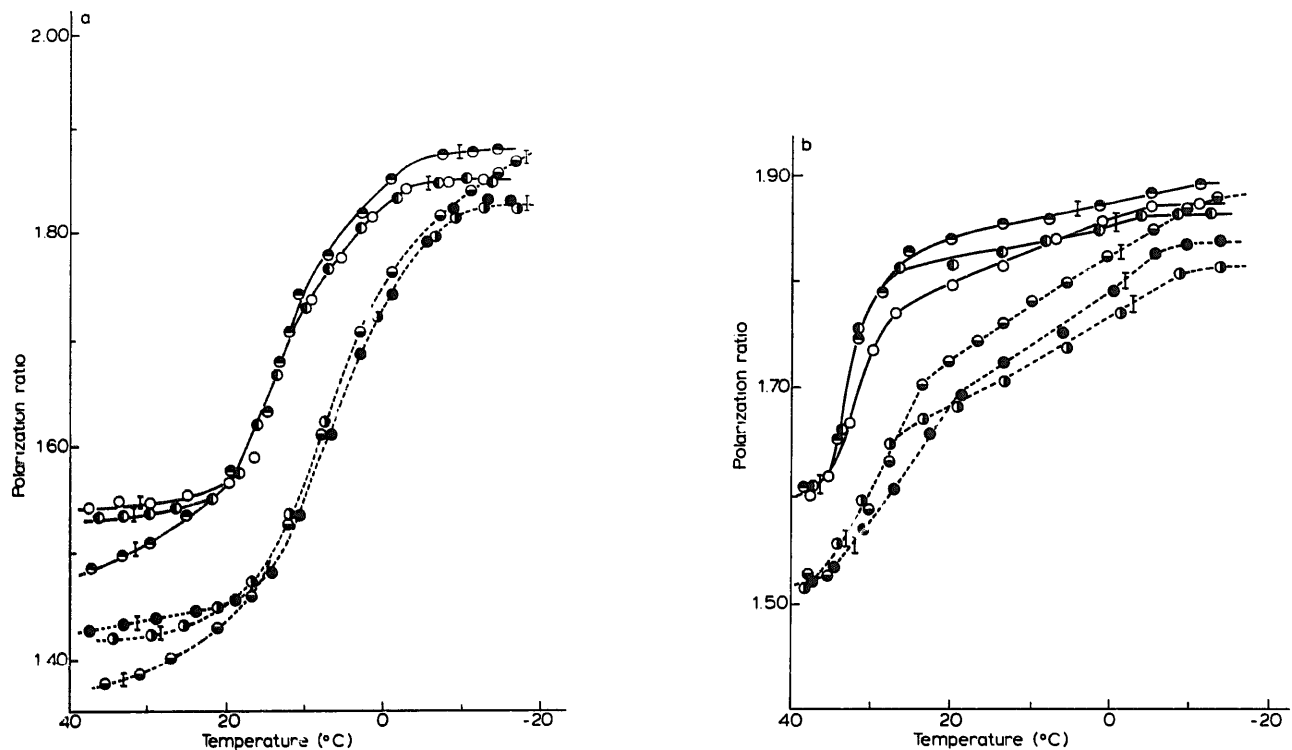 a
2.00
1.80
1.60
1.40
Polarization ratio
40
20
0
-20
Temperature (°C)
b
1.90
1.70
1.50
Polarization ratio
40
20
0
-20
Temperature (°C)